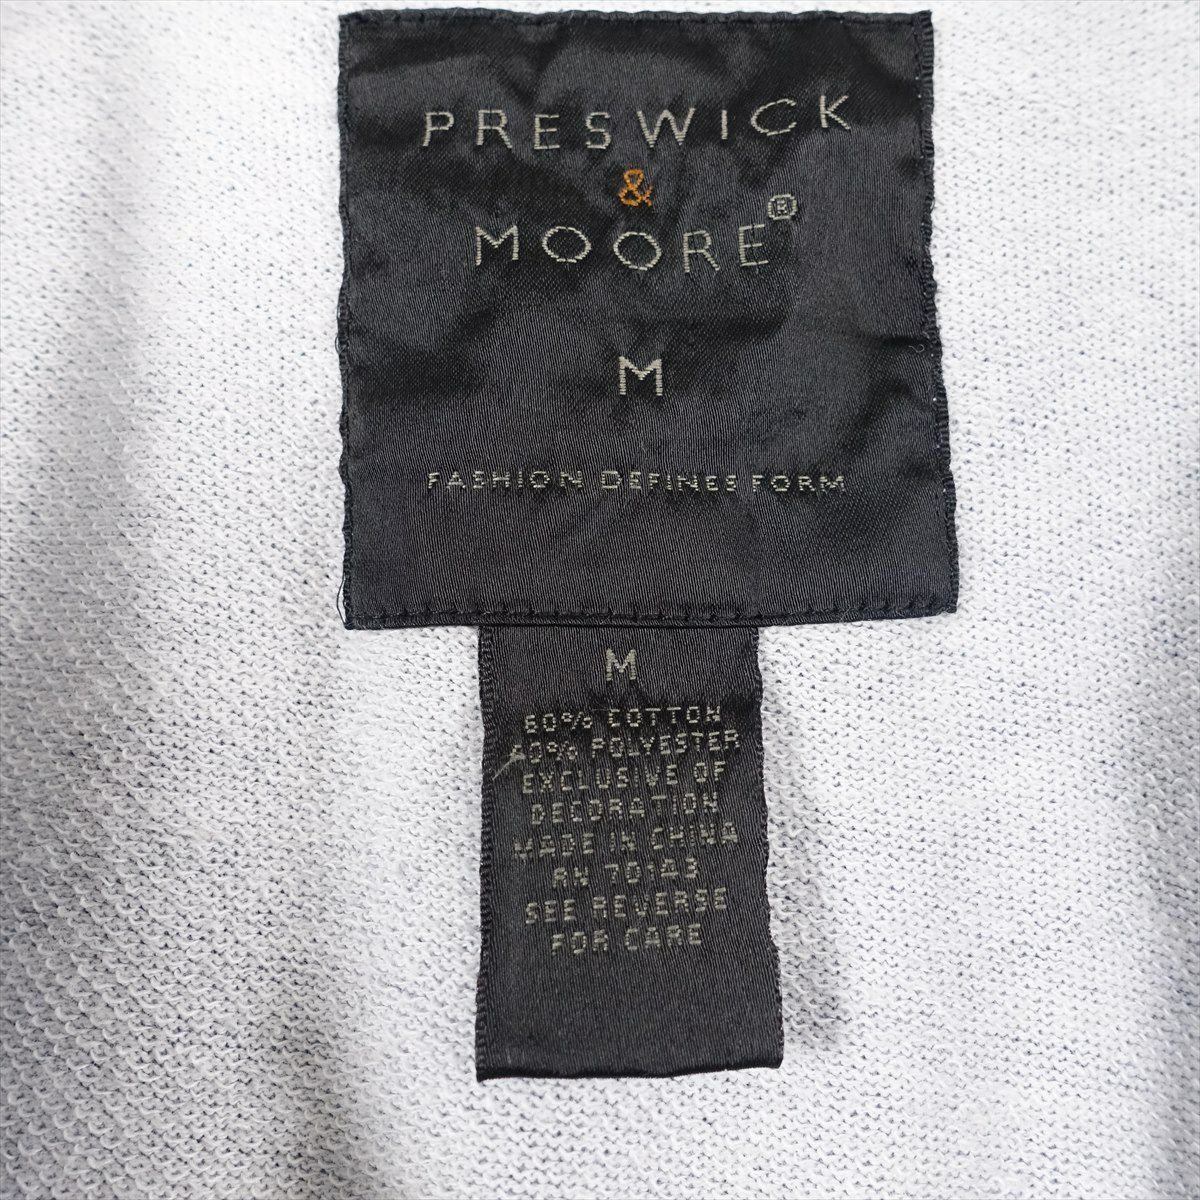 PRESWICK
&
MOORE®
M
FASHION DEFINES FORM
M
60% COTTON
40% POLYESTER
EXCLUSIVE OF
DECORATION
MADE IN CHINA
RN 70143
SEE REVERSE
FOR CARE